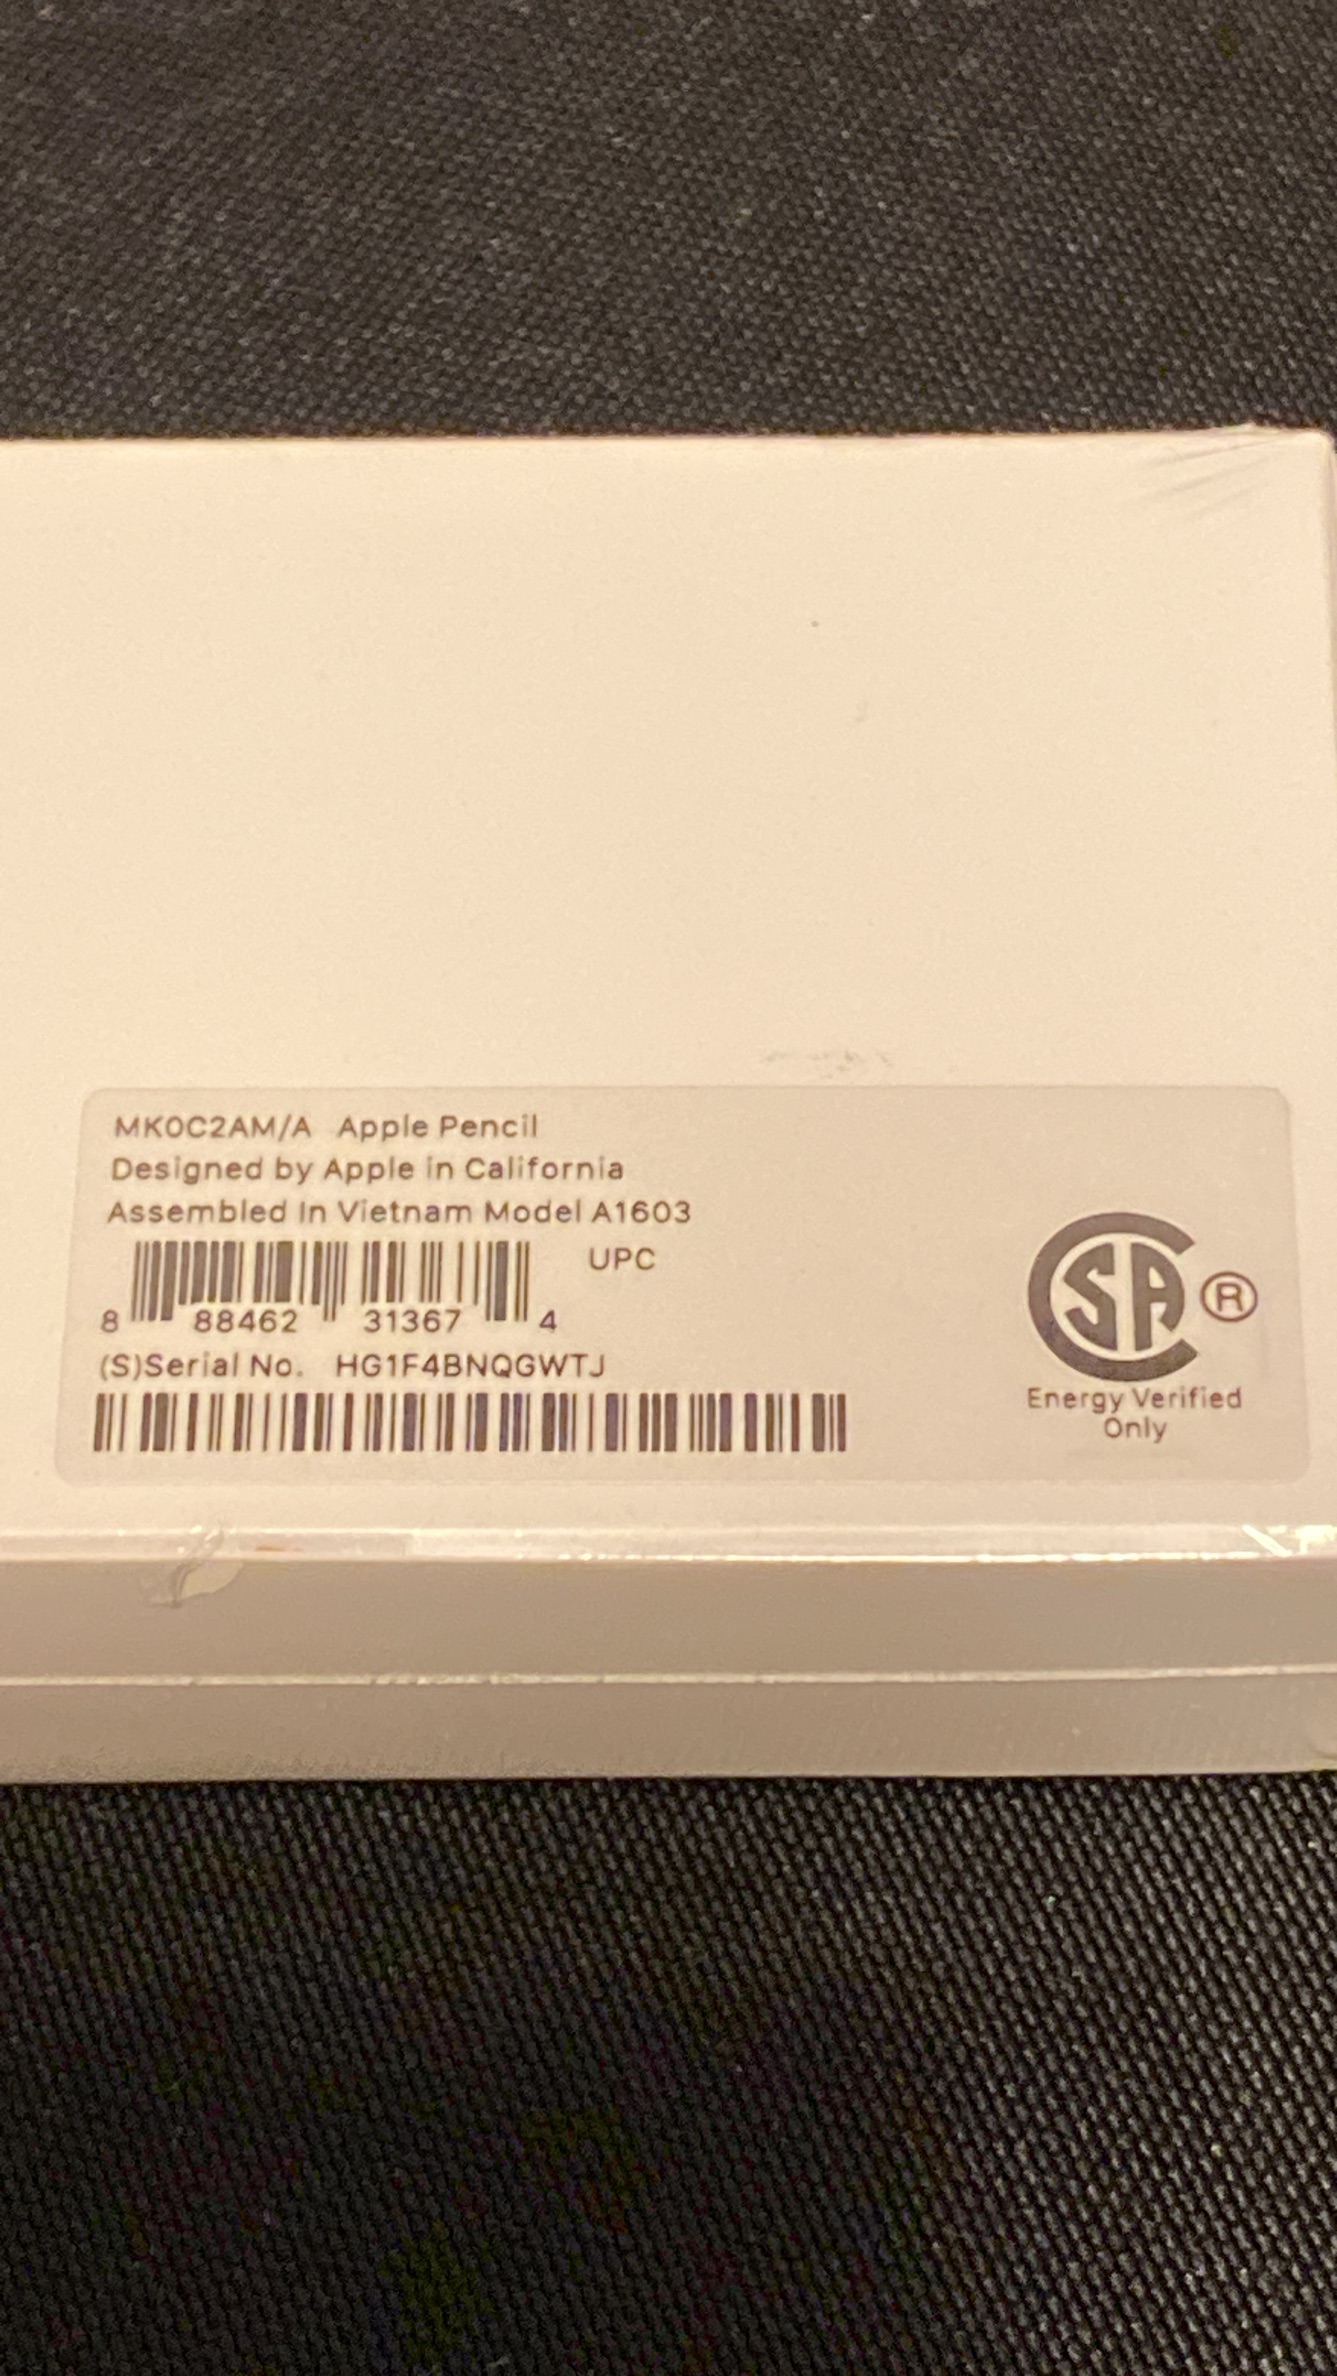 MK0C2AM/A Apple Pencil
Designed by Apple in California
Assembled In Vietnam Model A1603
UPC
8 88462 31367 4
(S)Serial No. HG1F4BNQGWTJ
CSA ®
Energy Verified
Only